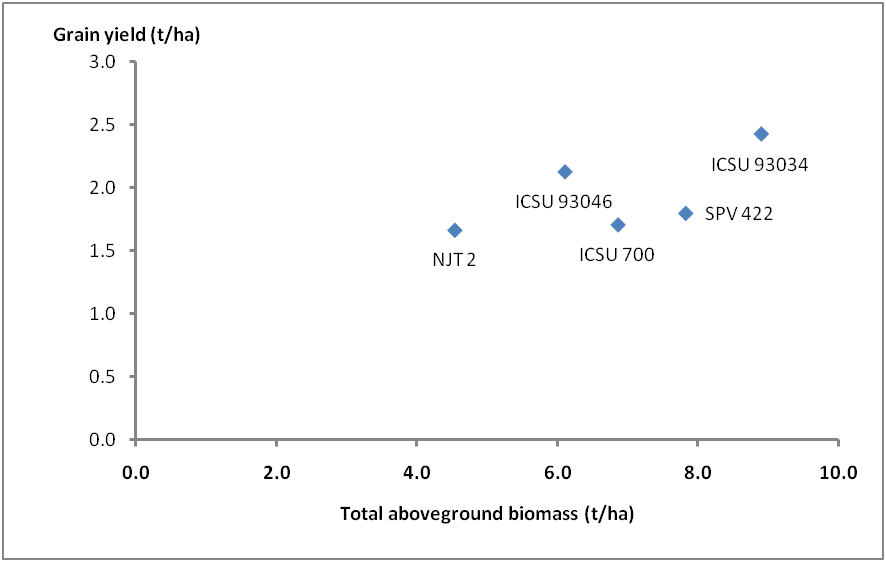 Grain yield (t/ha)
3.0
2.5
ICSU 93034
2.0
ICSU 93046
SPV 422
1.5
NJT 2
ICSU 700
1.0
0.5
0.0
0.0 2.0 4.0 6.0 8.0 10.0
Total aboveground biomass (t/ha)